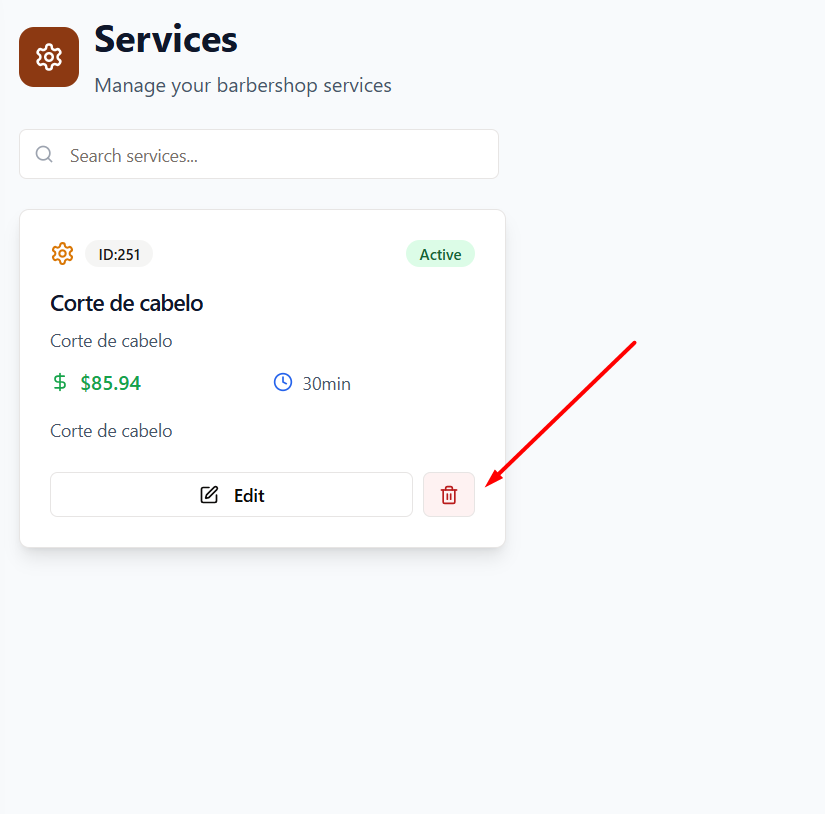 Services
Manage your barbershop services
Search services...
ID:251
Active
Corte de cabelo
Corte de cabelo
$ $85.94
30min
Corte de cabelo
Edit